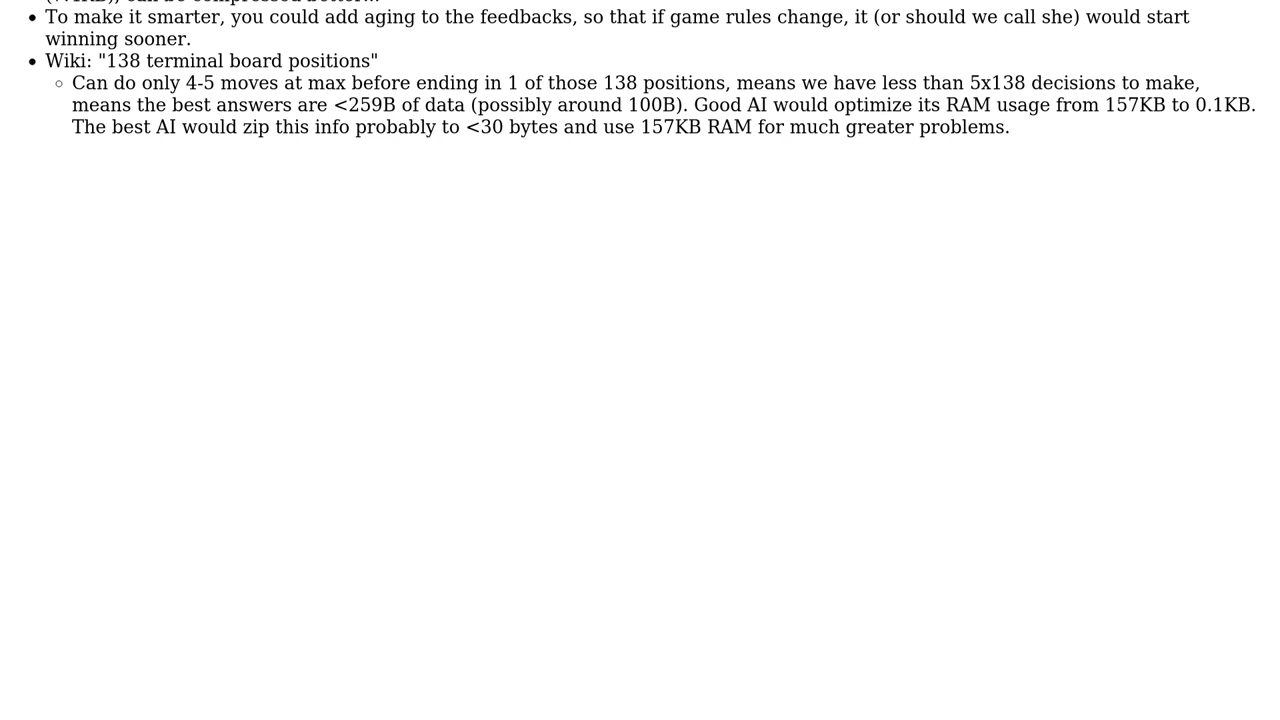 To make it smarter, you could add aging to the feedbacks, so that if game rules change, it (or should we call she) would start
winning sooner.
Wiki: "138 terminal board positions"
Can do only 4-5 moves at max before ending in 1 of those 138 positions, means we have less than 5x138 decisions to make,
means the best answers are <259B of data (possibly around 100B). Good AI would optimize its RAM usage from 157KB to 0.1KB.
The best AI would zip this info probably to <30 bytes and use 157KB RAM for much greater problems.